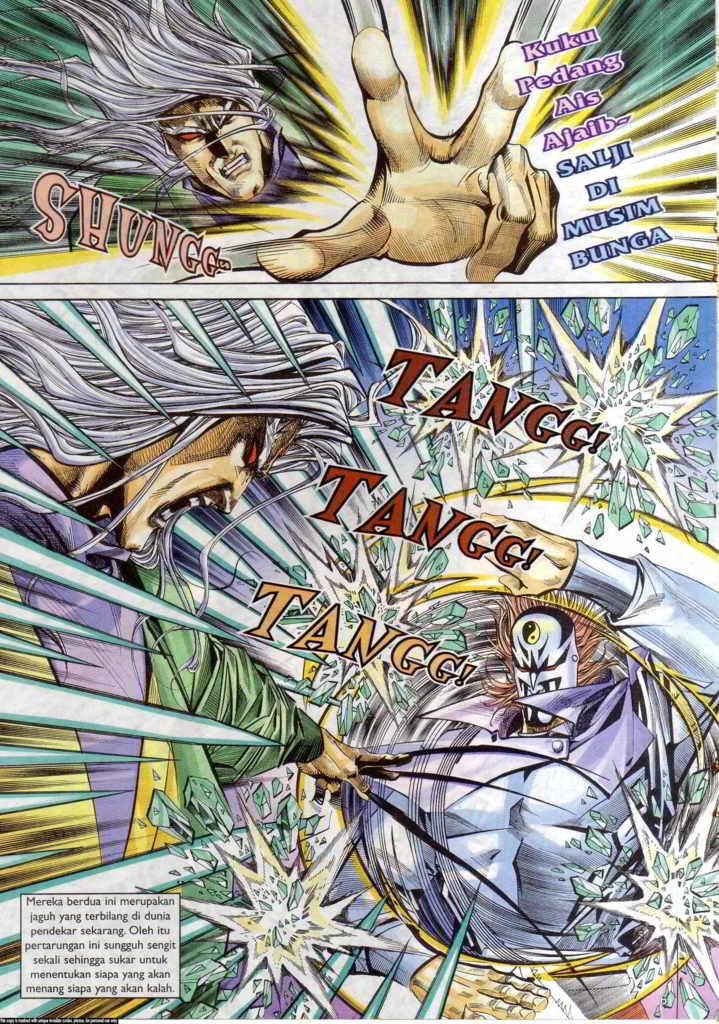 Kuku
Pedang
Ais
Ajaib-
SALJI
DI
MUSIM
BUNGA
SHUNGG--
TANGG!
TANGG!
TANGG!
Mereka berdua ini merupakan
jaguh yang terbilang di dunia
pendekar sekarang. Oleh itu
pertarungan ini sungguh sengit
sekali sehingga sukar untuk
menentukan siapa yang akan
menang siapa yang akan kalah.